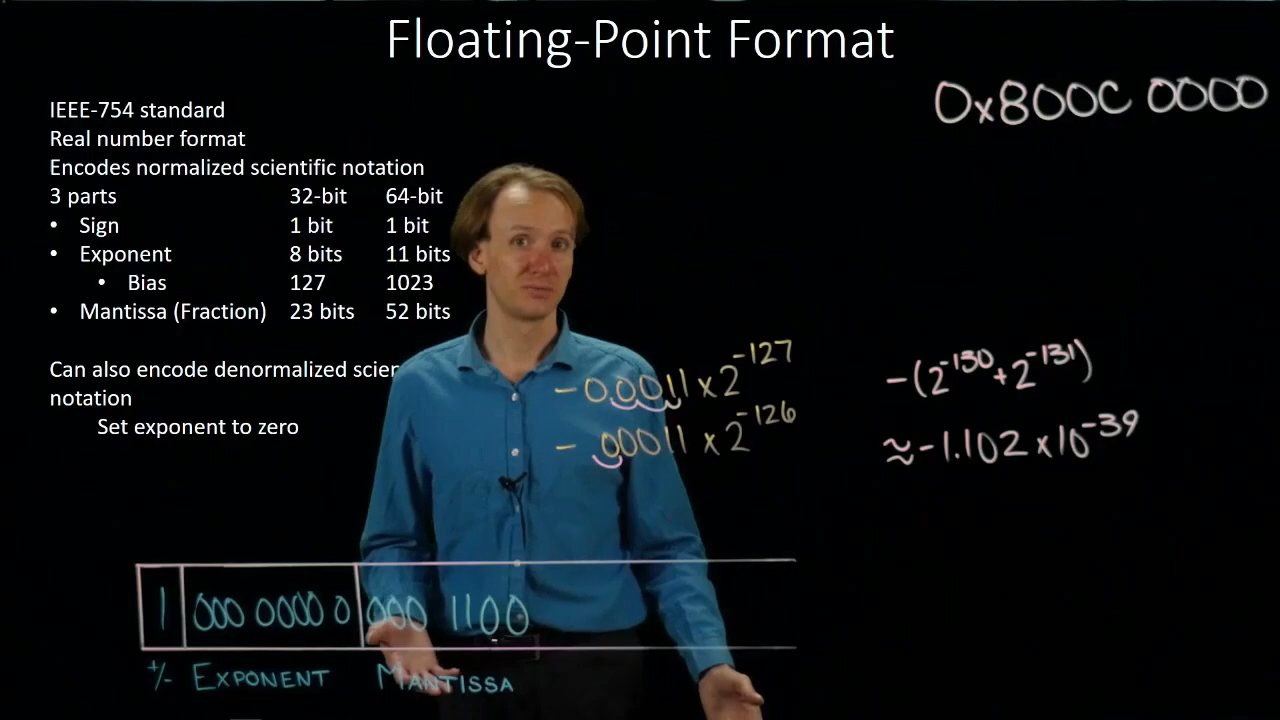 Floating-Point Format
0x800C 0000
IEEE-754 standard
Real number format
Encodes normalized scientific notation
3 parts 32-bit 64-bit
• Sign 1 bit 1 bit
• Exponent 8 bits 11 bits
• Bias 127 1023
• Mantissa (Fraction) 23 bits 52 bits
Can also encode denormalized scien
notation
Set exponent to zero
-0.0011 x 2^-127
- .00011 x 2^-126
-(2^-130 + 2^-131)
≈ -1.102 x 10^-39
1 000 0000 0 000 1100
+/- EXPONENT MANTISSA